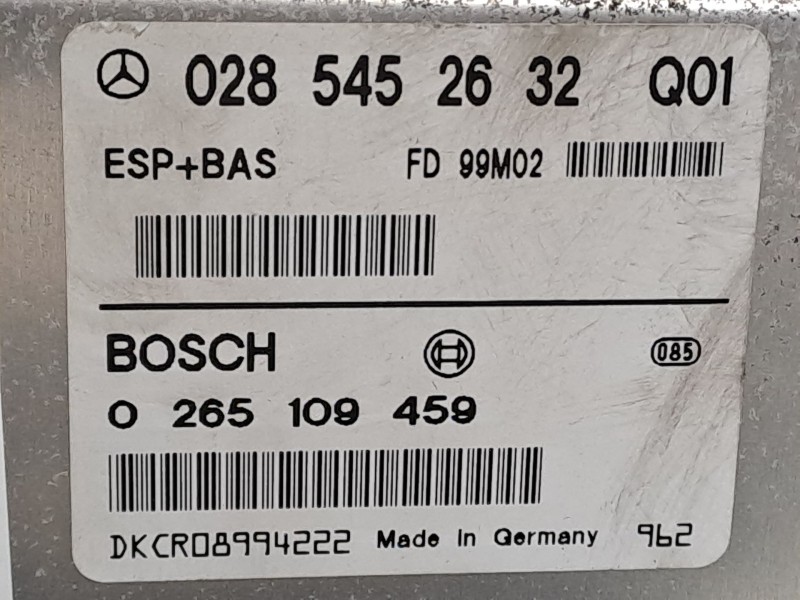 028 545 26 32 Q01
ESP+BAS FD 99M02
BOSCH 085
0 265 109 459
DKCR08994222 Made In Germany 962